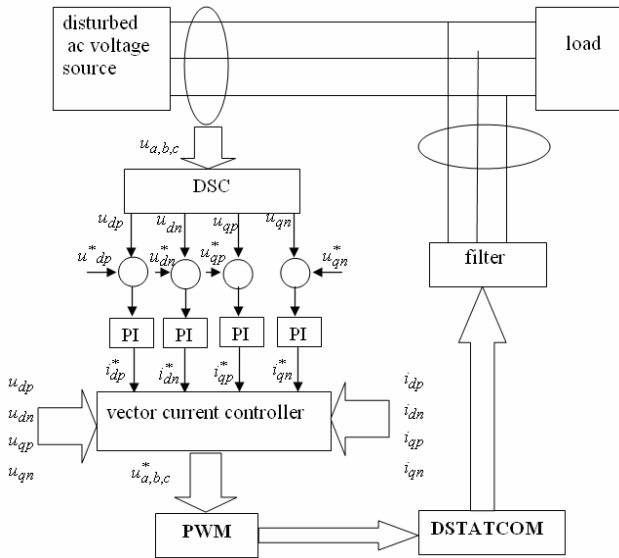 disturbed
ac voltage
source
load
u_{a,b,c}
DSC
u_{dp} u_{dn} u_{qp} u_{qn}
u^*_{dp} u^*_{dn} u^*_{qp} u^*_{qn}
filter
PI PI PI PI
i^*_{dp} i^*_{dn} i^*_{qp} i^*_{qn}
u_{dp}
u_{dn}
u_{qp}
u_{qn}
vector current controller
i_{dp}
i_{dn}
i_{qp}
i_{qn}
u^*_{a,b,c}
PWM
DSTATCOM